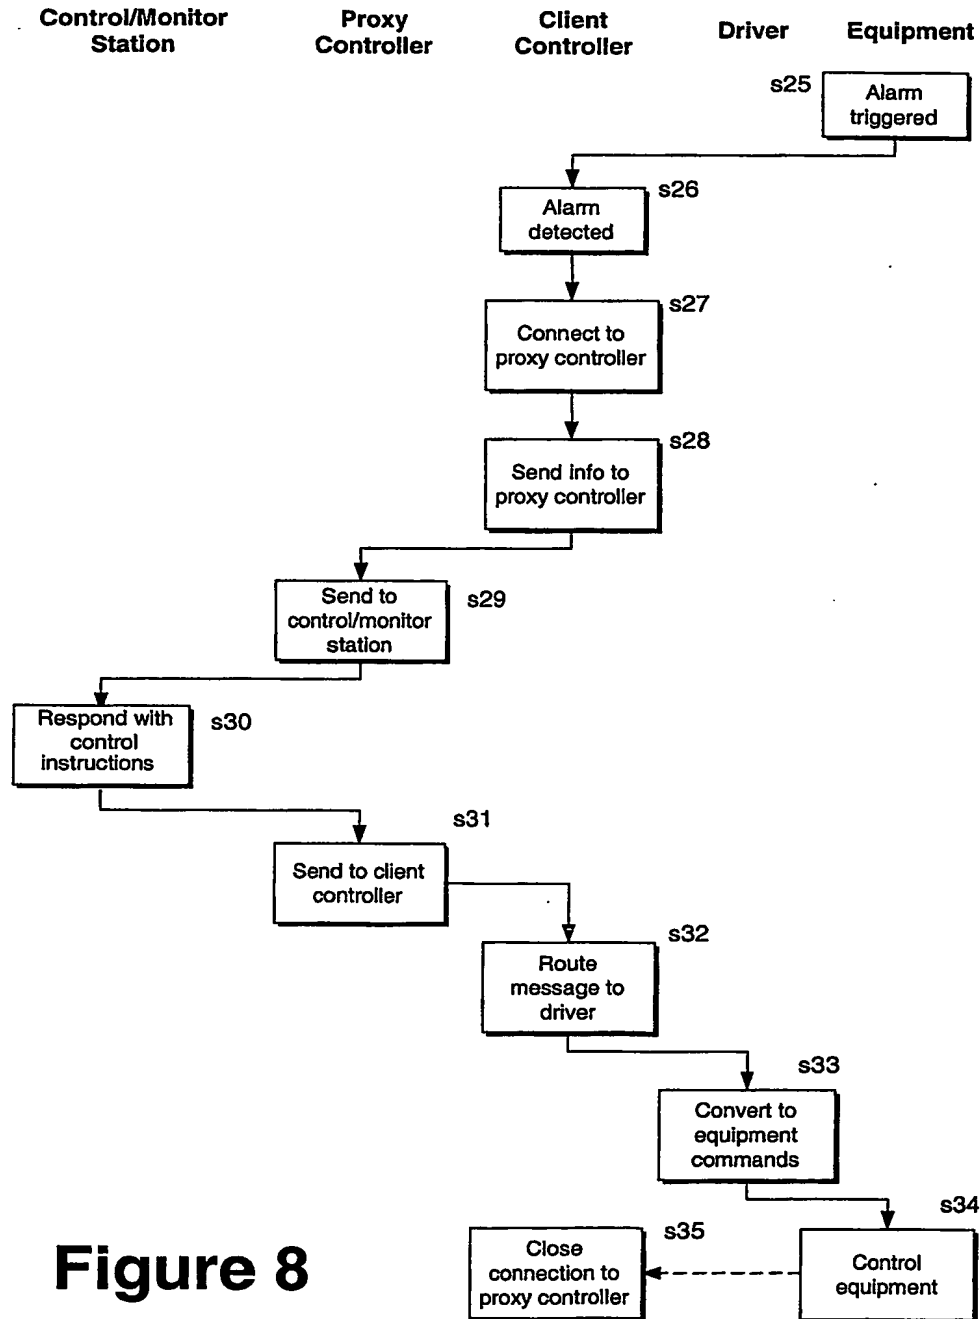 Control/Monitor
Station
Proxy
Controller
Client
Controller
Driver
Equipment
s25
Alarm
triggered
s26
Alarm
detected
s27
Connect to
proxy controller
s28
Send info to
proxy controller
s29
Send to
control/monitor
station
s30
Respond with
control
instructions
s31
Send to client
controller
s32
Route
message to
driver
s33
Convert to
equipment
commands
s34
Control
equipment
s35
Close
connection to
proxy controller
Figure 8